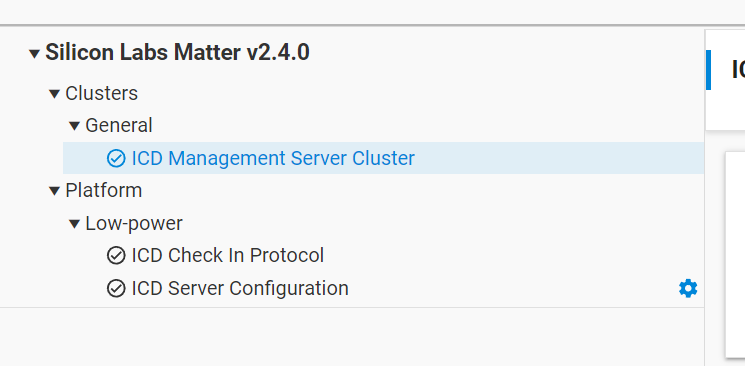 Silicon Labs Matter v2.4.0
Clusters
General
ICD Management Server Cluster
Platform
Low-power
ICD Check In Protocol
ICD Server Configuration